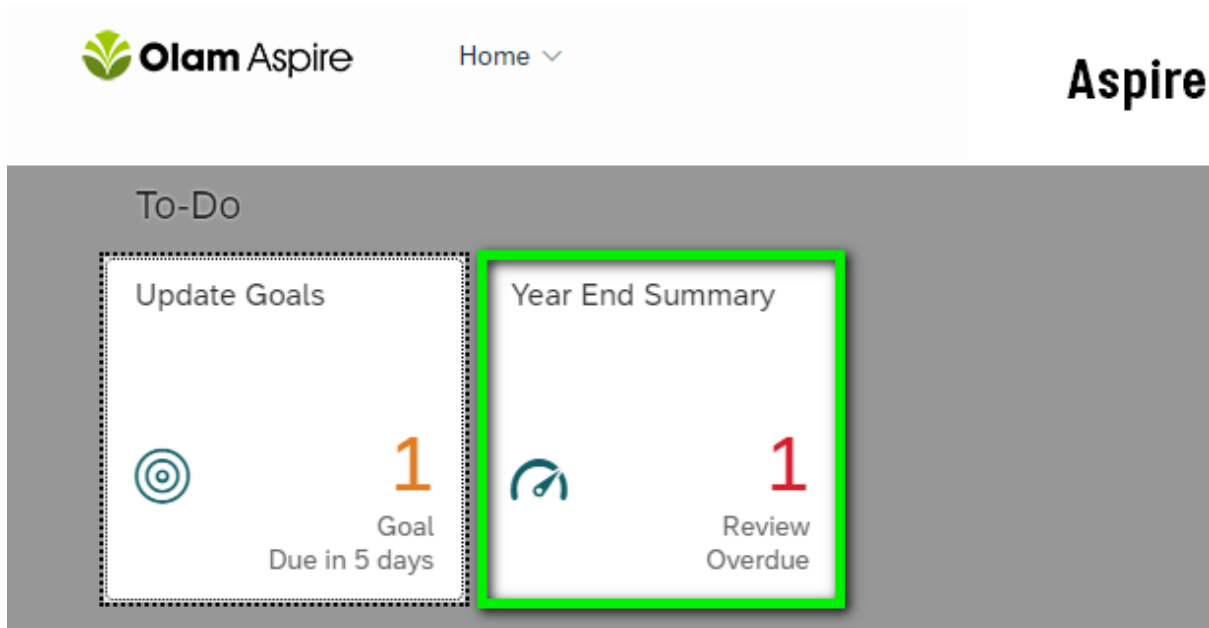 Olam Aspire
Home
Aspire
To-Do
Update Goals
1
Goal
Due in 5 days
Year End Summary
1
Review
Overdue